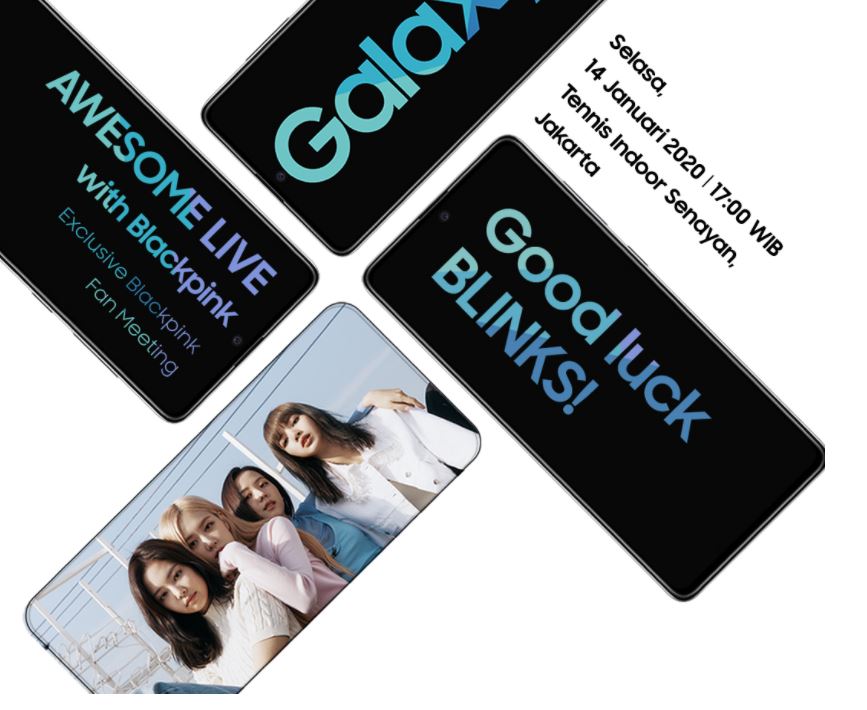 Galax
Selasa,
14 Januari 2020 | 17:00 WIB
Tennis Indoor Senayan,
Jakarta
AWESOME LIVE
with Blackpink
Exclusive Blackpink
Fan Meeting
Good luck
BLINKS!